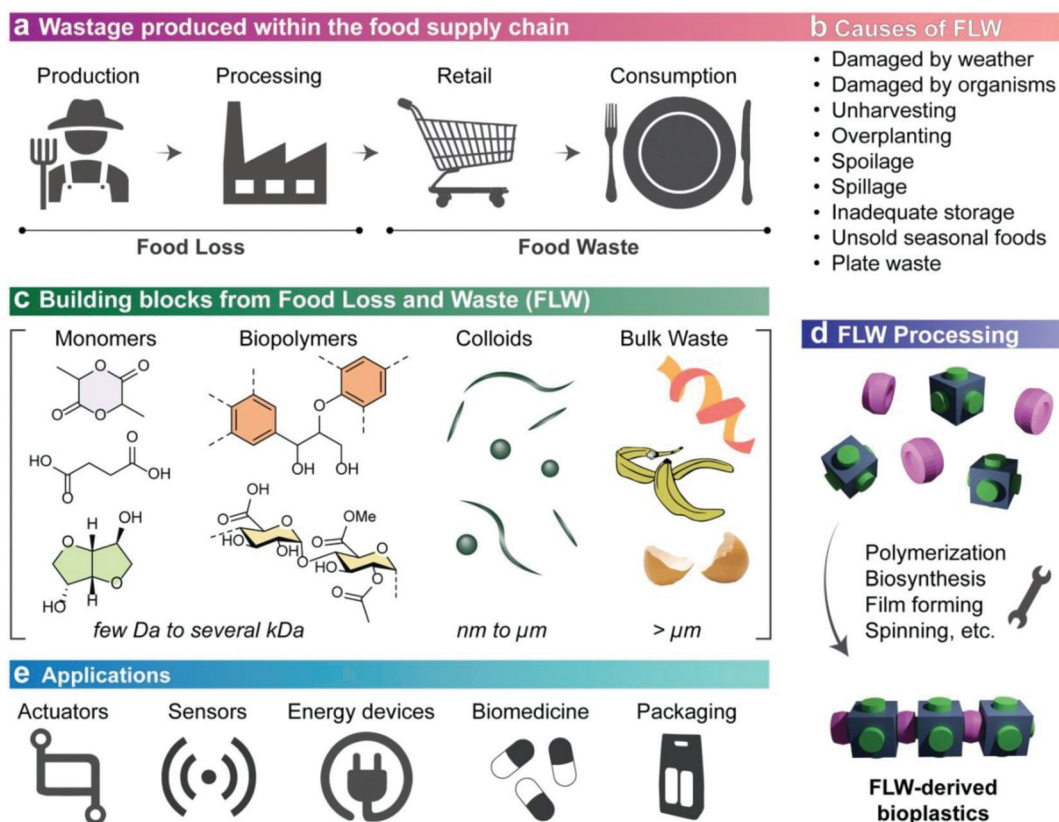 a Wastage produced within the food supply chain
Production
Processing
Retail
Consumption
Food Loss
Food Waste
b Causes of FLW
• Damaged by weather
• Damaged by organisms
• Unharvesting
• Overplanting
• Spoilage
• Spillage
• Inadequate storage
• Unsold seasonal foods
• Plate waste
c Building blocks from Food Loss and Waste (FLW)
Monomers
Biopolymers
Colloids
Bulk Waste
O
O
O
O
HO
O
O
OH
H
OH
O
O
HO
H
O
OH
HO
O
OH
O
HO
OH
O
O
OMe
O
HO
O
O
O
few Da to several kDa
nm to µm
> µm
d FLW Processing
Polymerization
Biosynthesis
Film forming
Spinning, etc.
FLW-derived
bioplastics
e Applications
Actuators
Sensors
Energy devices
Biomedicine
Packaging